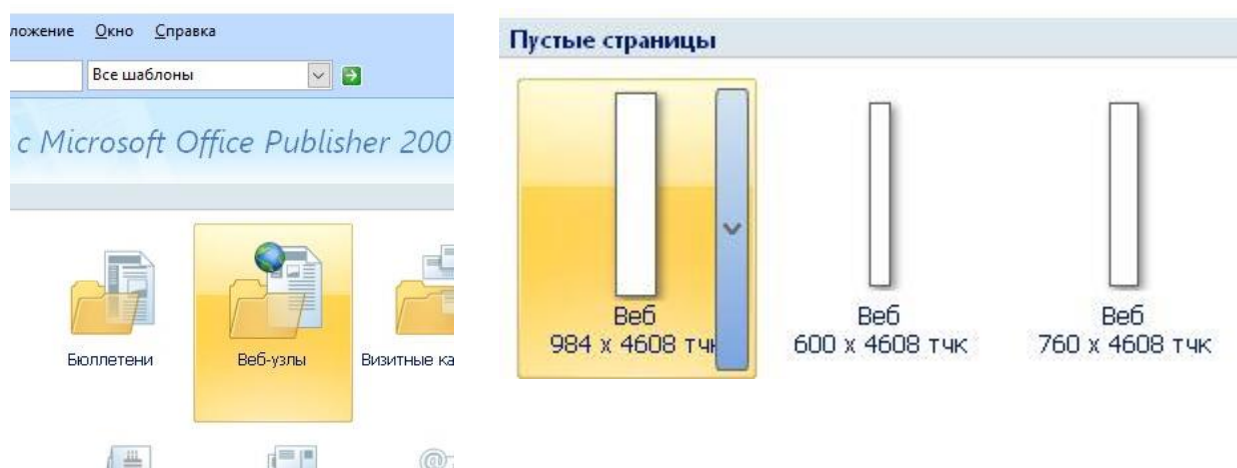 ложение Окно Справка
Все шаблоны
с Microsoft Office Publisher 200
Бюллетени Веб-узлы Визитные ка
Пустые страницы
Веб
984 x 4608 тчк
Веб
600 x 4608 тчк
Веб
760 x 4608 тчк